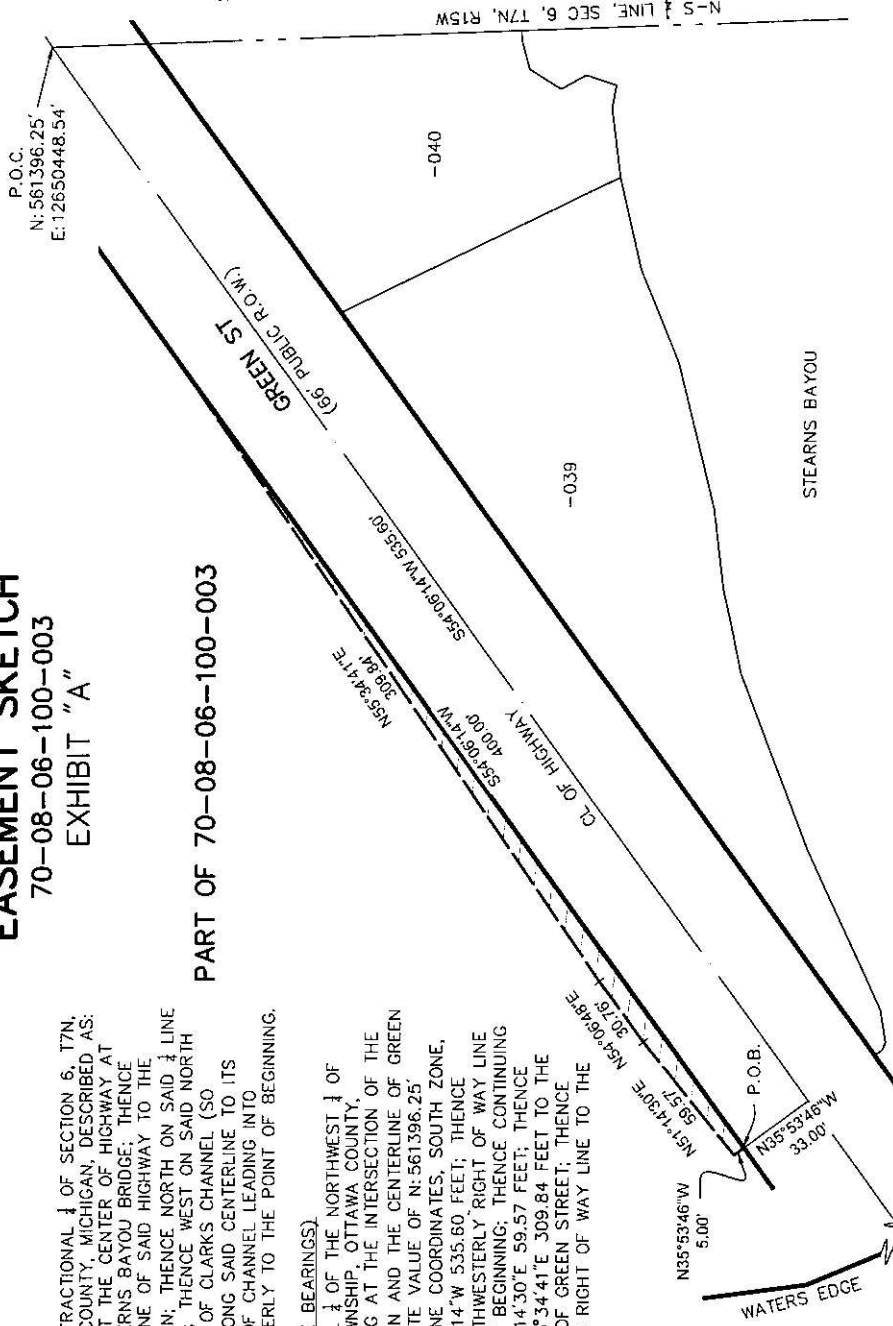 EASEMENT SKETCH
70-08-06-100-003
EXHIBIT "A"
PART OF 70-08-06-100-003
TRACTIONAL ¼ OF SECTION 6, T7N,
COUNTY, MICHIGAN, DESCRIBED AS:
T THE CENTER OF HIGHWAY AT
RNS BAYOU BRIDGE; THENCE
NE OF SAID HIGHWAY TO THE
N; THENCE NORTH ON SAID ¼ LINE
; THENCE WEST ON SAID NORTH
OF CLARKS CHANNEL (SO
ONG SAID CENTERLINE TO ITS
OF CHANNEL LEADING INTO
ERLY TO THE POINT OF BEGINNING.
BEARINGS)
¼ OF THE NORTHWEST ¼ OF
WNSHIP, OTTAWA COUNTY,
G AT THE INTERSECTION OF THE
N AND THE CENTERLINE OF GREEN
TE VALUE OF N: 561396.25'
NE COORDINATES, SOUTH ZONE,
14"W 535.60 FEET; THENCE
THWESTERLY RIGHT OF WAY LINE
BEGINNING; THENCE CONTINUING
14'30"E 59.57 FEET; THENCE
°34'41"E 309.84 FEET TO THE
OF GREEN STREET; THENCE
RIGHT OF WAY LINE TO THE
P.O.C.
N: 561396.25'
E: 12650448.54'
N-S ¼ LINE, SEC 6, T7N, R15W
-040
GREEN ST
(66' PUBLIC R.O.W.)
-039
STEARNS BAYOU
S54°06'14"W 535.60'
N55°34'41"E
309.84'
S54°06'14"W
400.00'
CL OF HIGHWAY
N54°06'48"E
30.76'
N51°14'30"E
59.57'
P.O.B.
N35°53'46"W
33.00'
N35°53'46"W
5.00'
WATERS EDGE